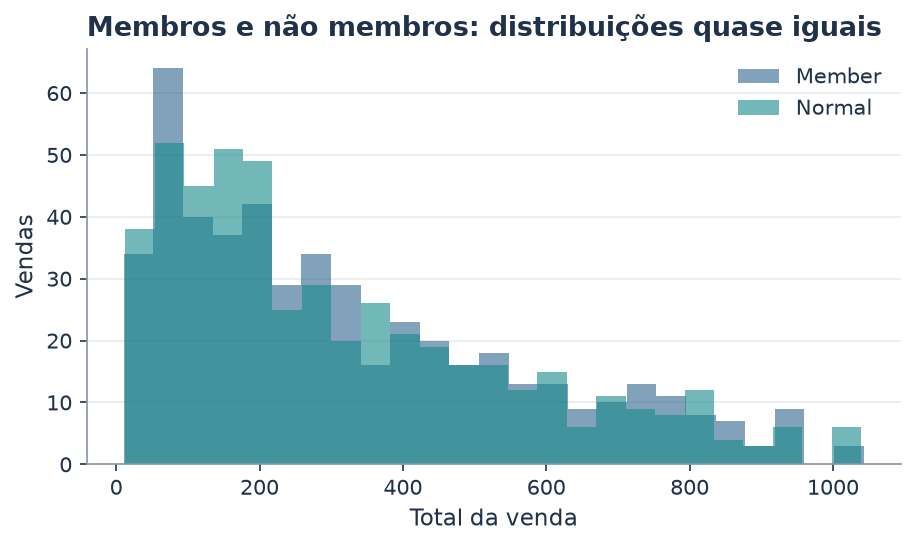 Membros e não membros: distribuições quase iguais
Member
Normal
Vendas
60
50
40
30
20
10
0
0 200 400 600 800 1000
Total da venda